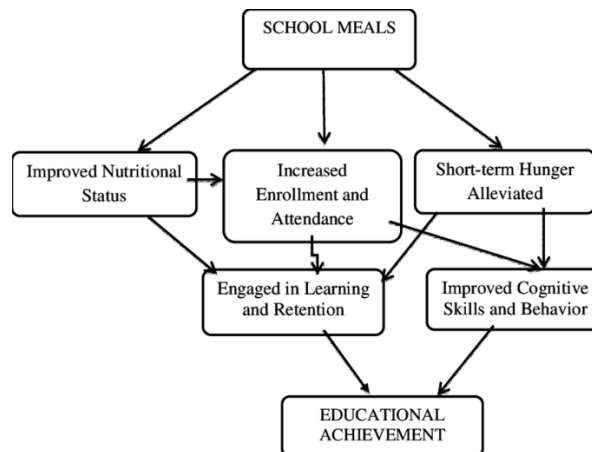 SCHOOL MEALS
Improved Nutritional
Status
Increased
Enrollment and
Attendance
Short-term Hunger
Alleviated
Engaged in Learning
and Retention
Improved Cognitive
Skills and Behavior
EDUCATIONAL
ACHIEVEMENT